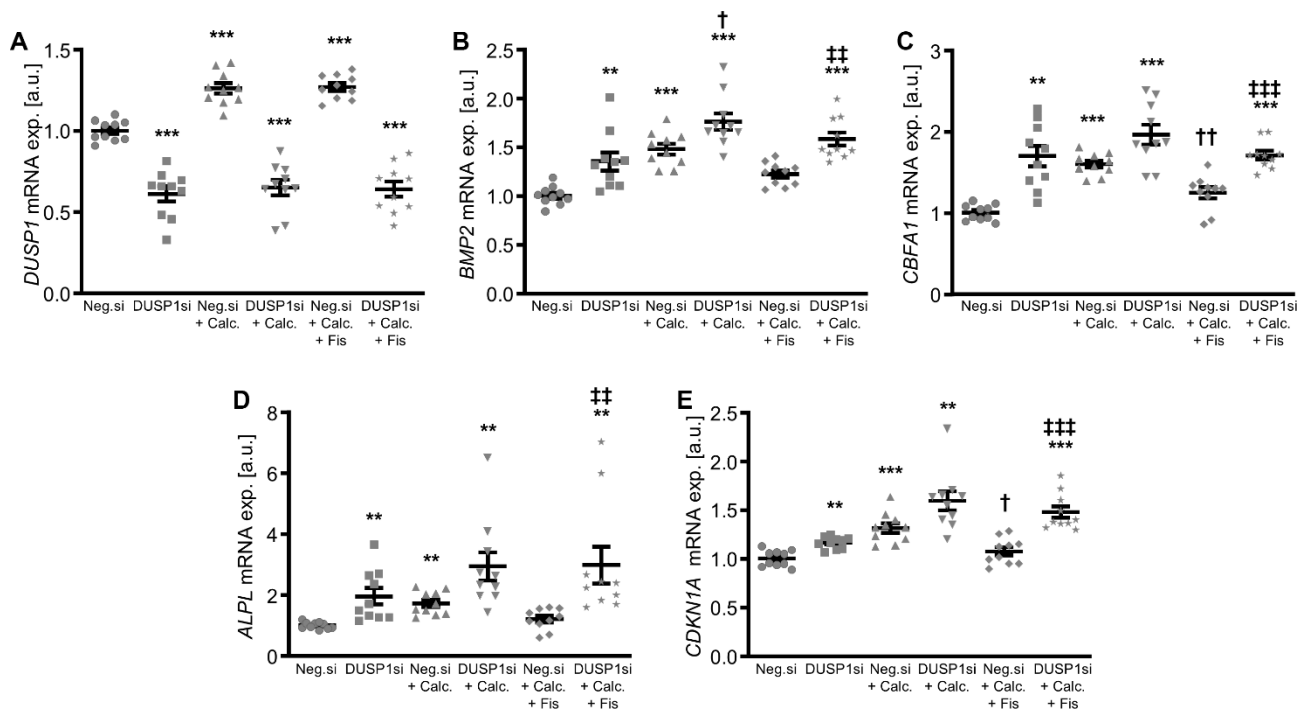 A
DUSP1 mRNA exp. [a.u.]
1.5
1.0
0.5
0.0
***
***
***
***
***
Neg.si
DUSP1si
Neg.si
+ Calc.
DUSP1si
+ Calc.
Neg.si
+ Calc.
+ Fis
DUSP1si
+ Calc.
+ Fis
B
BMP2 mRNA exp. [a.u.]
2.5
2.0
1.5
1.0
0.5
0.0
**
***
†
***
‡‡
***
Neg.si
DUSP1si
Neg.si
+ Calc.
DUSP1si
+ Calc.
Neg.si
+ Calc.
+ Fis
DUSP1si
+ Calc.
+ Fis
C
CBFA1 mRNA exp. [a.u.]
3
2
1
0
**
***
***
††
‡‡‡
***
Neg.si
DUSP1si
Neg.si
+ Calc.
DUSP1si
+ Calc.
Neg.si
+ Calc.
+ Fis
DUSP1si
+ Calc.
+ Fis
D
ALPL mRNA exp. [a.u.]
8
6
4
2
0
**
**
**
‡‡
**
Neg.si
DUSP1si
Neg.si
+ Calc.
DUSP1si
+ Calc.
Neg.si
+ Calc.
+ Fis
DUSP1si
+ Calc.
+ Fis
E
CDKN1A mRNA exp. [a.u.]
2.5
2.0
1.5
1.0
0.5
0.0
**
***
**
†
‡‡‡
***
Neg.si
DUSP1si
Neg.si
+ Calc.
DUSP1si
+ Calc.
Neg.si
+ Calc.
+ Fis
DUSP1si
+ Calc.
+ Fis